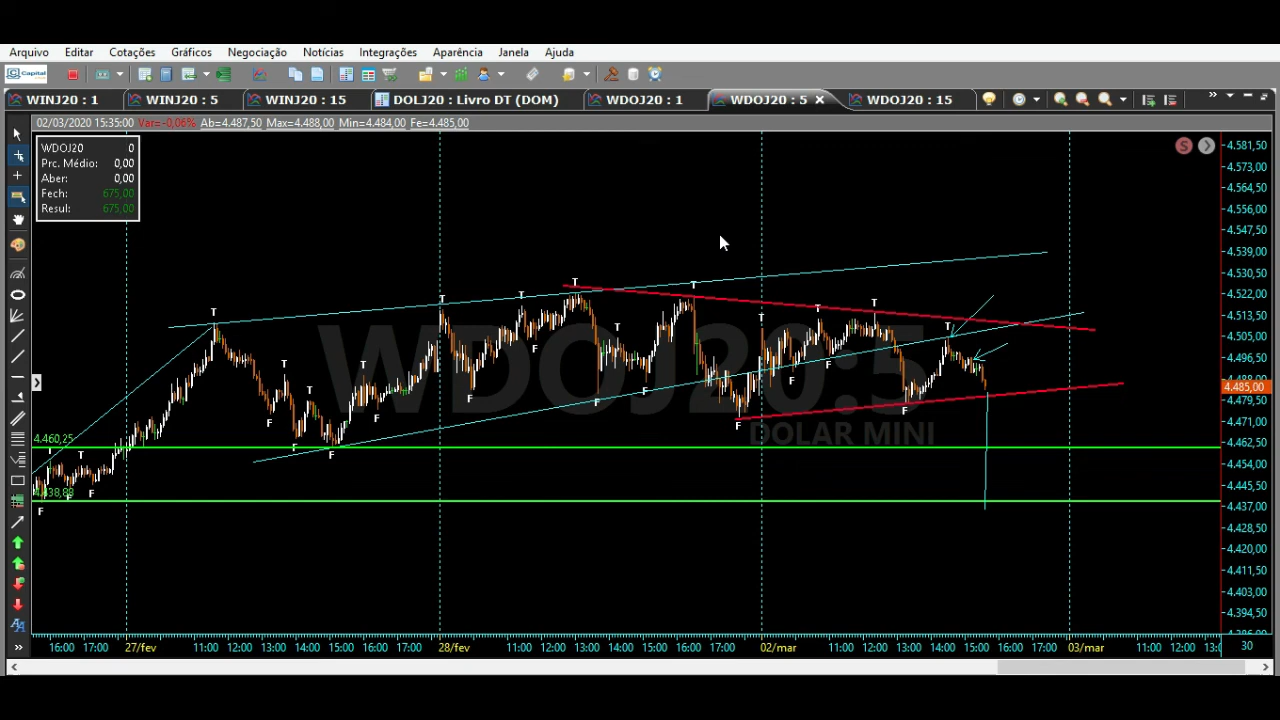 Arquivo Editar Cotações Gráficos Negociação Notícias Integrações Aparência Janela Ajuda
Capital
WINJ20 : 1 WINJ20 : 5 WINJ20 : 15 DOLJ20 : Livro DT (DOM) WDOJ20 : 1 WDOJ20 : 5 WDOJ20 : 15
02/03/2020 15:35:00 Var=-0,06% Ab=4.487,50 Max=4.488,00 Min=4.484,00 Fe=4.485,00
WDOJ20 0
Prc. Médio: 0,00
Aber: 0,00
Fech: 675,00
Resul: 675,00
S
4.581,50
4.573,00
4.564,50
4.556,00
4.547,50
4.539,00
4.530,50
4.522,00
4.513,50
4.505,00
4.496,50
4.485,00
4.479,50
4.471,00
4.462,50
4.454,00
4.445,50
4.437,00
4.428,50
4.420,00
4.411,50
4.403,00
4.394,50
WDOJ20:5
DOLAR MINI
4.460,25
4.438,88
16:00 17:00 27/fev 11:00 12:00 13:00 14:00 15:00 16:00 17:00 28/fev 11:00 12:00 13:00 14:00 15:00 16:00 17:00 02/mar 11:00 12:00 13:00 14:00 15:00 16:00 17:00 03/mar 11:00 12:00 30